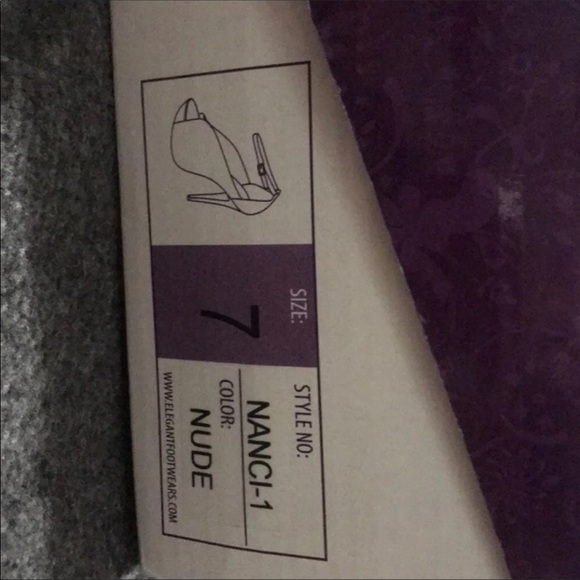 SIZE:
7
STYLE NO:
NANCI-1
COLOR:
NUDE
WWW.ELEGANTFOOTWEARS.COM